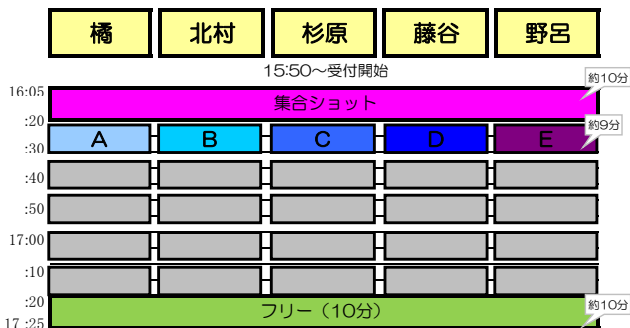 橘 北村 杉原 藤谷 野呂
15:50～受付開始
約10分
16:05
集合ショット
:20
約9分
A B C D E
:30
:40
:50
17:00
:10
:20
約10分
フリー（10分）
17 :25